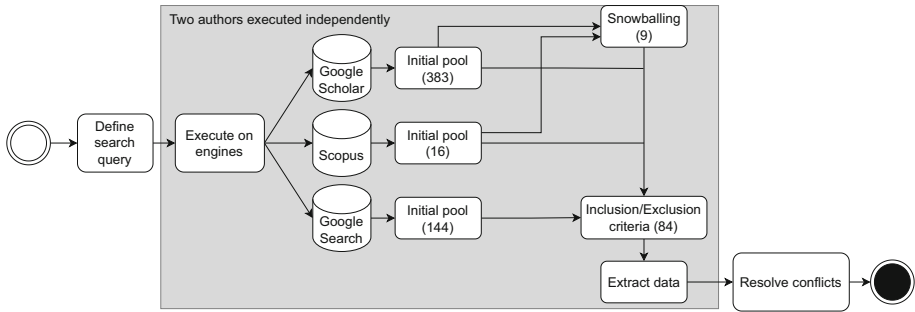 Two authors executed independently
Snowballing
(9)
Google
Scholar
Initial pool
(383)
Define
search
query
Execute on
engines
Scopus
Initial pool
(16)
Google
Search
Initial pool
(144)
Inclusion/Exclusion
criteria (84)
Extract data
Resolve conflicts